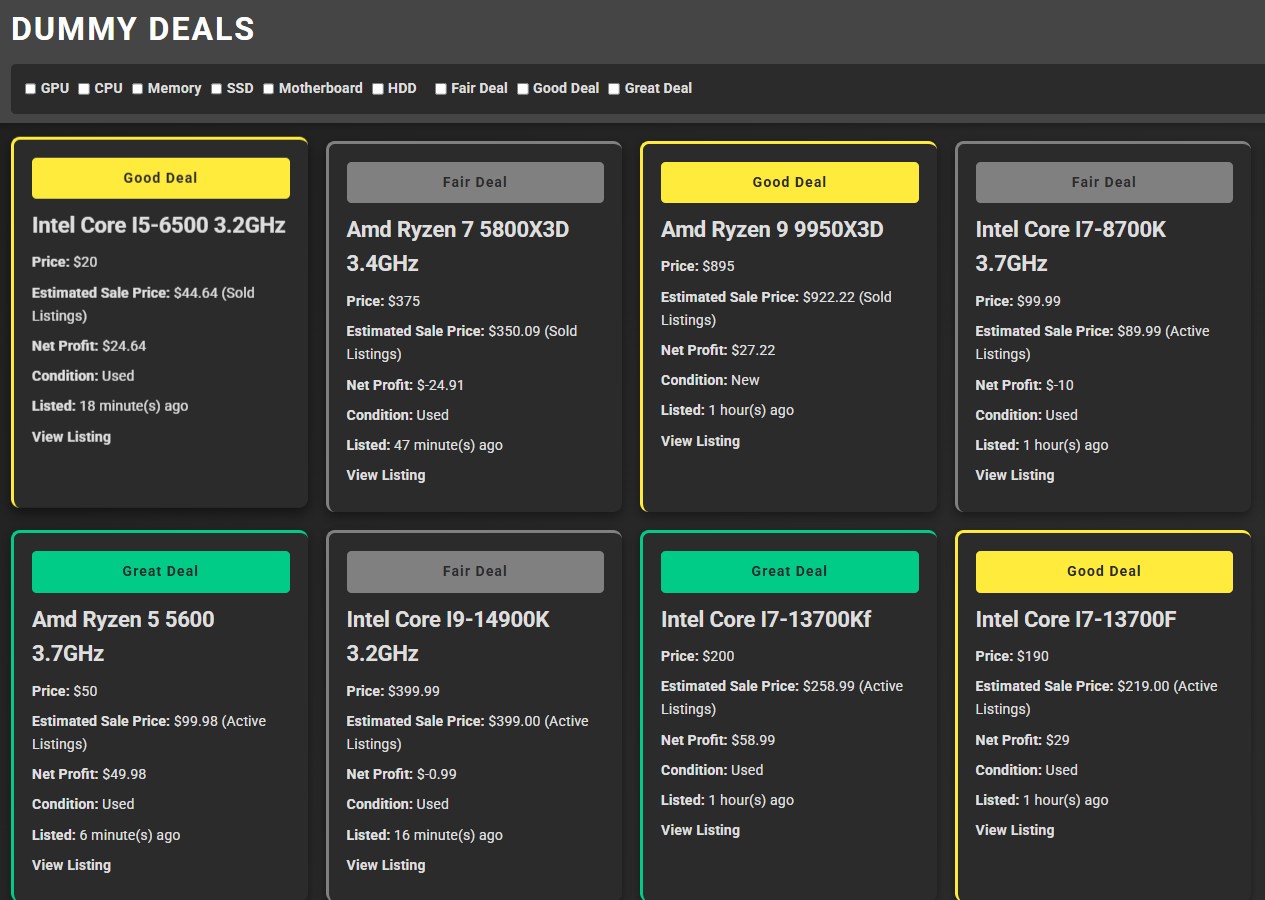 DUMMY DEALS
GPU CPU Memory SSD Motherboard HDD Fair Deal Good Deal Great Deal
Good Deal
Intel Core I5-6500 3.2GHz
Price: $20
Estimated Sale Price: $44.64 (Sold
Listings)
Net Profit: $24.64
Condition: Used
Listed: 18 minute(s) ago
View Listing
Fair Deal
Amd Ryzen 7 5800X3D
3.4GHz
Price: $375
Estimated Sale Price: $350.09 (Sold
Listings)
Net Profit: $-24.91
Condition: Used
Listed: 47 minute(s) ago
View Listing
Good Deal
Amd Ryzen 9 9950X3D
Price: $895
Estimated Sale Price: $922.22 (Sold
Listings)
Net Profit: $27.22
Condition: New
Listed: 1 hour(s) ago
View Listing
Fair Deal
Intel Core I7-8700K
3.7GHz
Price: $99.99
Estimated Sale Price: $89.99 (Active
Listings)
Net Profit: $-10
Condition: Used
Listed: 1 hour(s) ago
View Listing
Great Deal
Amd Ryzen 5 5600
3.7GHz
Price: $50
Estimated Sale Price: $99.98 (Active
Listings)
Net Profit: $49.98
Condition: Used
Listed: 6 minute(s) ago
View Listing
Fair Deal
Intel Core I9-14900K
3.2GHz
Price: $399.99
Estimated Sale Price: $399.00 (Active
Listings)
Net Profit: $-0.99
Condition: Used
Listed: 16 minute(s) ago
View Listing
Great Deal
Intel Core I7-13700Kf
Price: $200
Estimated Sale Price: $258.99 (Active
Listings)
Net Profit: $58.99
Condition: Used
Listed: 1 hour(s) ago
View Listing
Good Deal
Intel Core I7-13700F
Price: $190
Estimated Sale Price: $219.00 (Active
Listings)
Net Profit: $29
Condition: Used
Listed: 1 hour(s) ago
View Listing